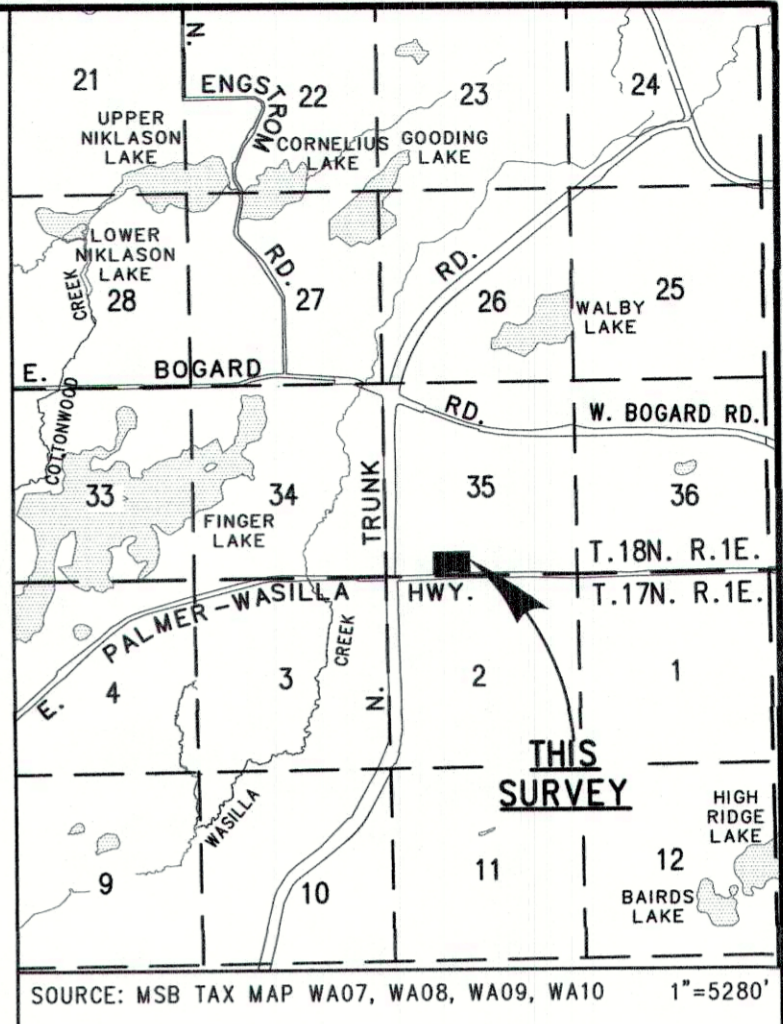 N.
21
ENGSTROM
22
23
24
UPPER
NIKLASON
LAKE
CORNELIUS
LAKE
GOODING
LAKE
LOWER
NIKLASON
LAKE
RD.
RD.
CREEK
28
27
26
25
WALBY
LAKE
E.
BOGARD
RD.
W. BOGARD RD.
COTTONWOOD
33
34
TRUNK
35
36
FINGER
LAKE
T.18N. R.1E.
PALMER-WASILLA
HWY.
T.17N. R.1E.
CREEK
E.
4
3
N.
2
1
THIS
SURVEY
WASILLA
HIGH
RIDGE
LAKE
9
10
11
12
BAIRDS
LAKE
SOURCE: MSB TAX MAP WA07, WA08, WA09, WA10
1"=5280'